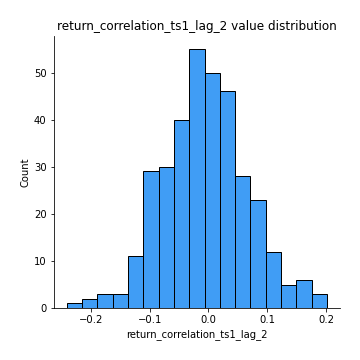 return_correlation_ts1_lag_2 value distribution
50
40
30
20
10
0
Count
−0.2 −0.1 0.0 0.1 0.2
return_correlation_ts1_lag_2